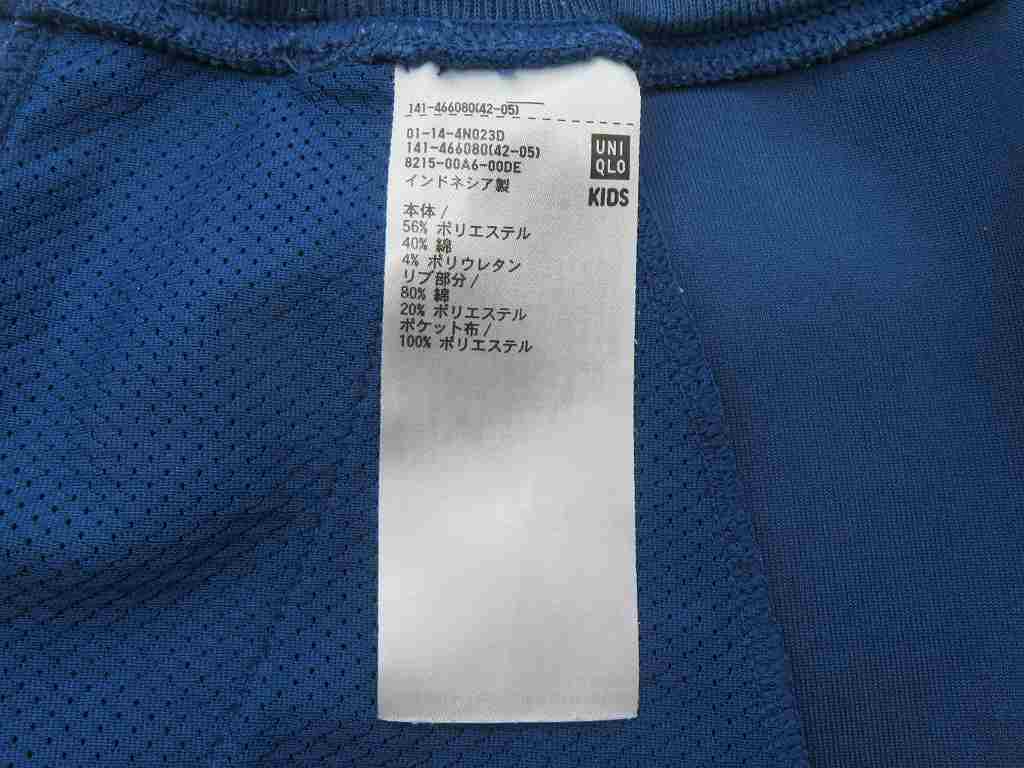 141-466080(42-05)
01-14-4N023D
141-466080(42-05)
8215-00A6-00DE
インドネシア製
UNI
QLO
KIDS
本体/
56% ポリエステル
40% 綿
4% ポリウレタン
リブ部分/
80% 綿
20% ポリエステル
ポケット布/
100% ポリエステル